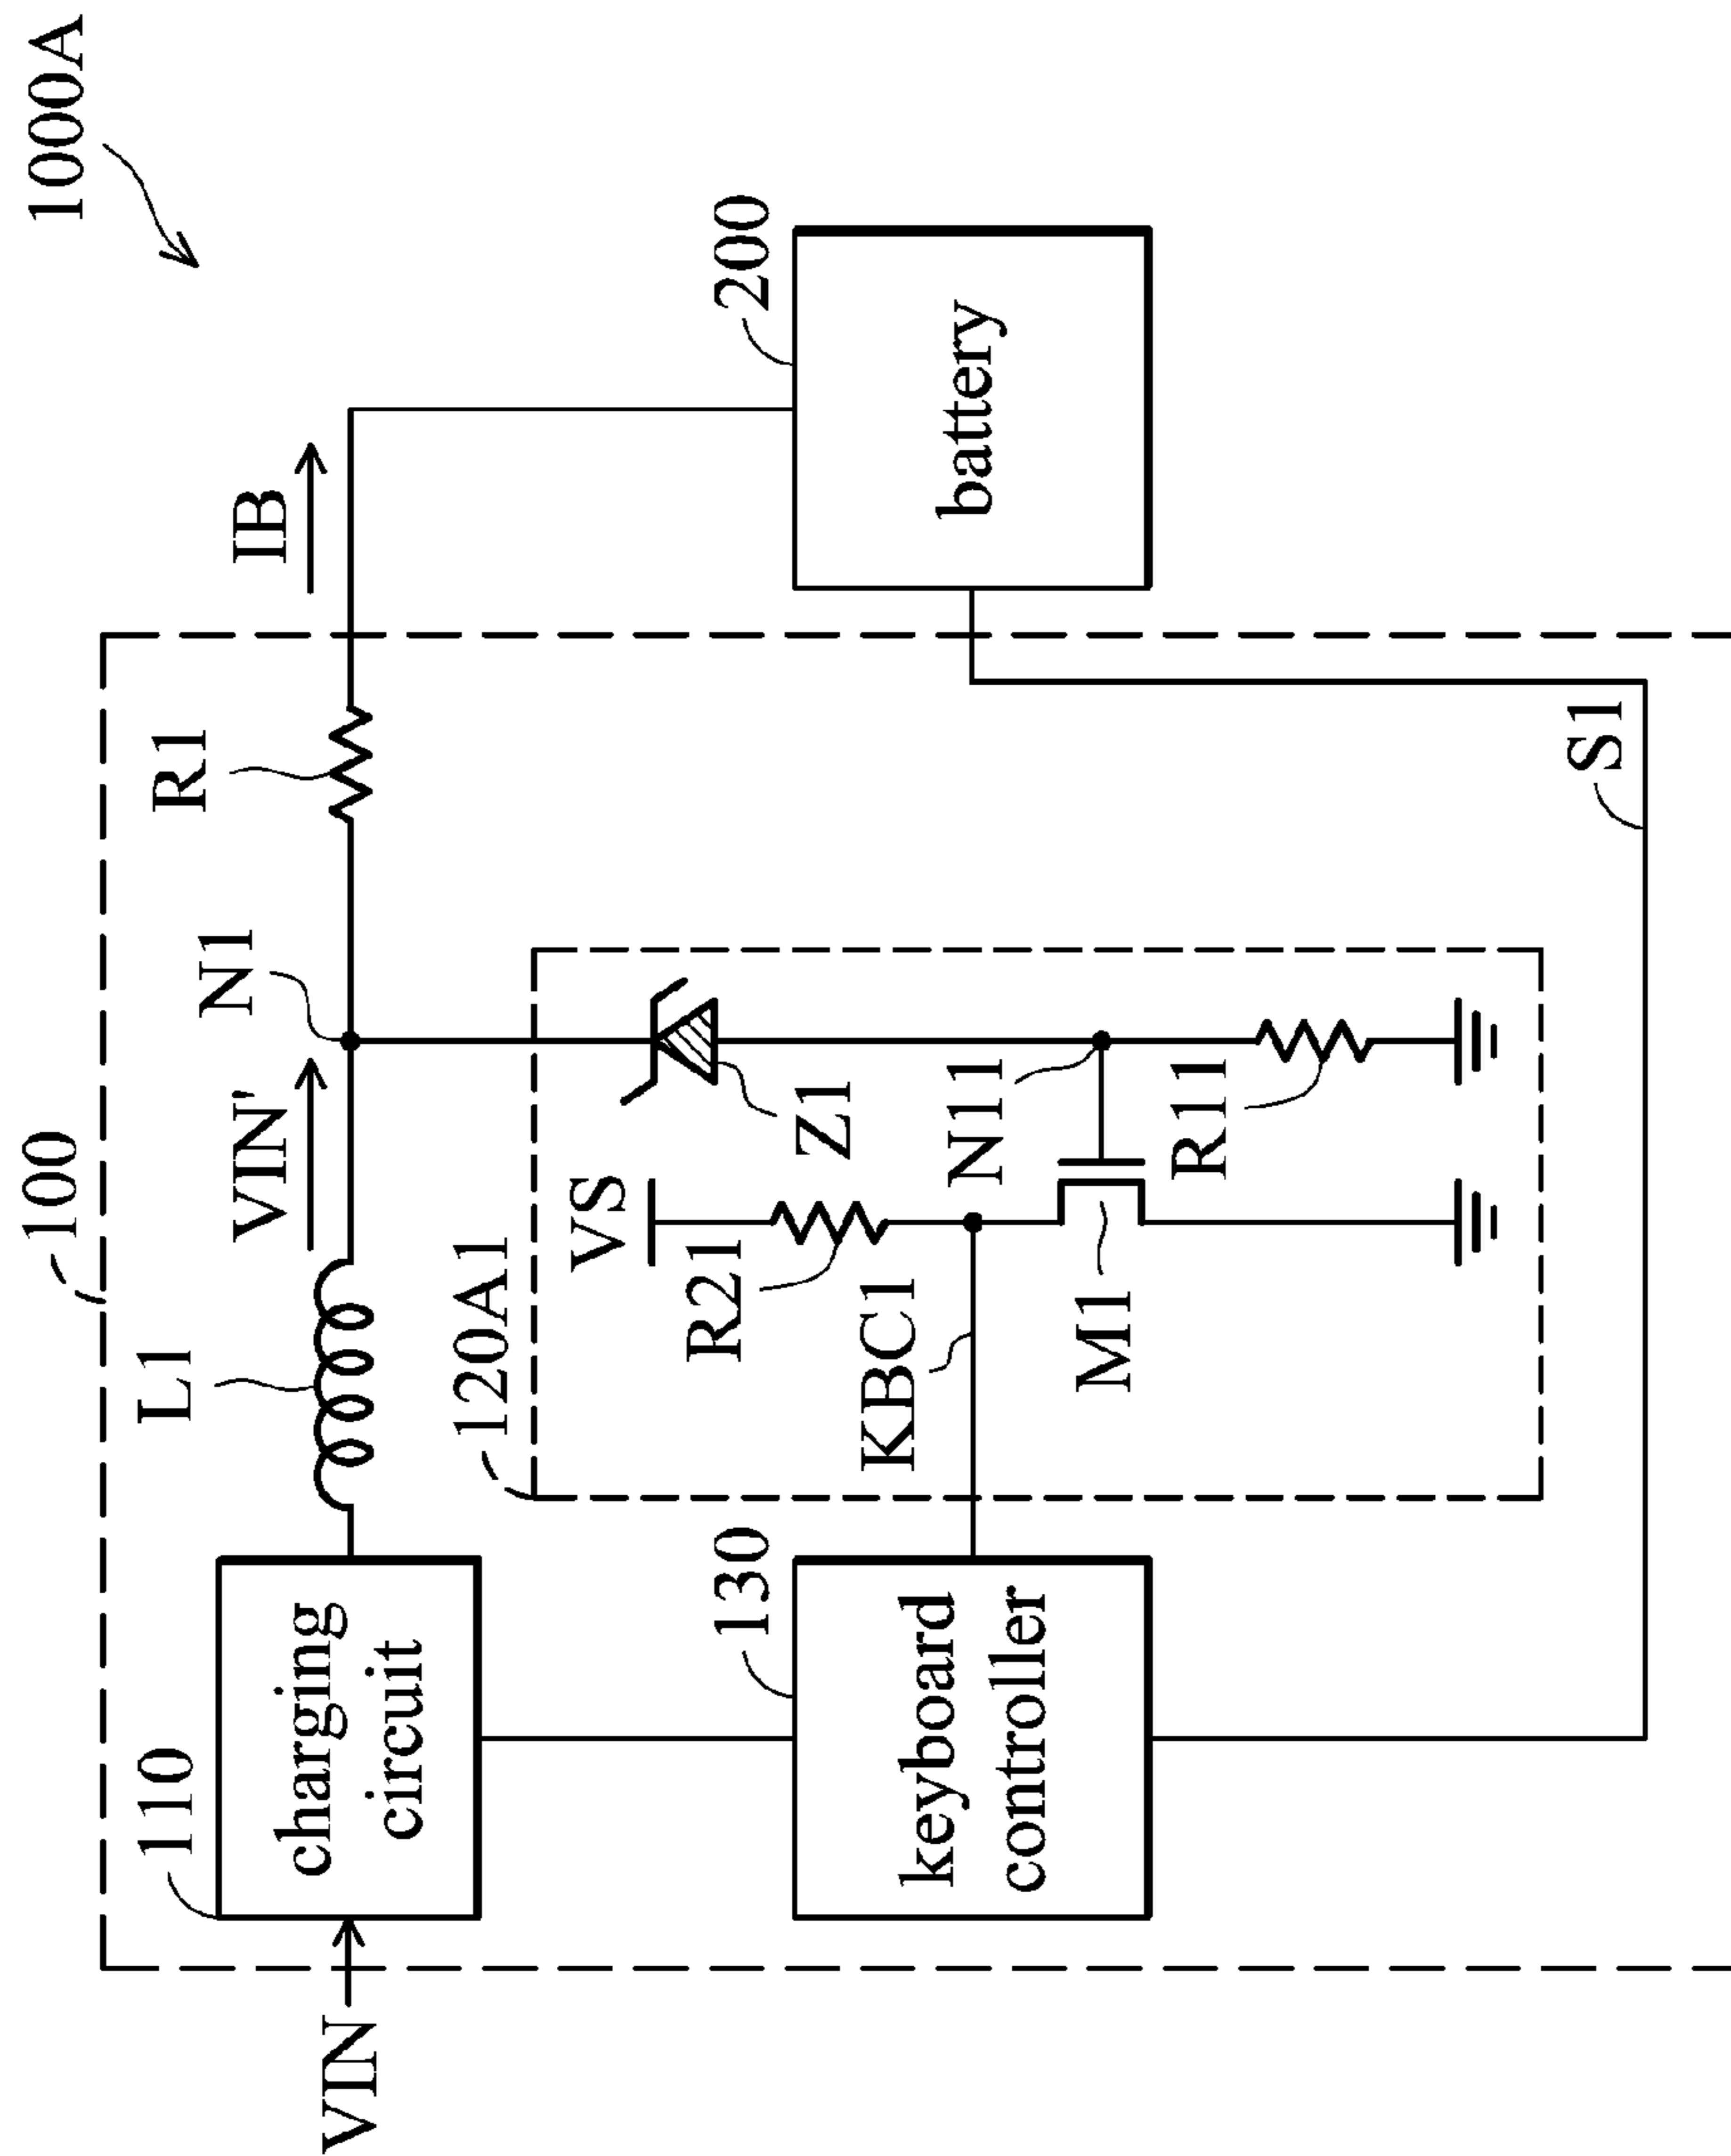 1000A
100
L1
VIN'
N1
R1
IB
VIN
110
charging
circuit
120A1
VS
R21
Z1
200
battery
130
keyboard
controller
KBC1
N11
M1
R11
S1